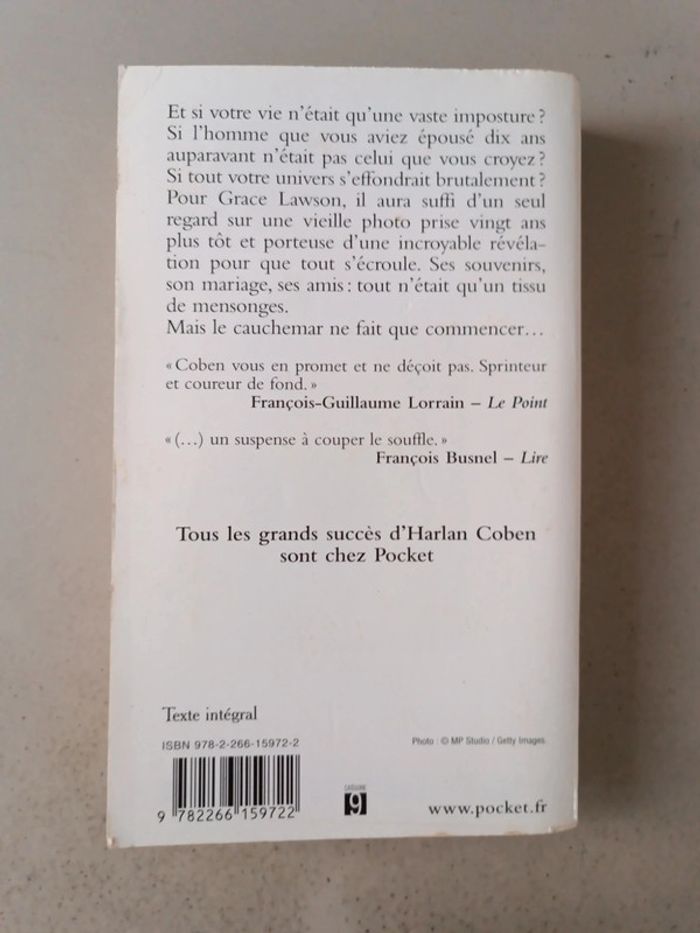 Et si votre vie n'était qu'une vaste imposture ?
Si l'homme que vous aviez épousé dix ans
auparavant n'était pas celui que vous croyez ?
Si tout votre univers s'effondrait brutalement ?
Pour Grace Lawson, il aura suffi d'un seul
regard sur une vieille photo prise vingt ans
plus tôt et porteuse d'une incroyable révéla-
tion pour que tout s'écroule. Ses souvenirs,
son mariage, ses amis : tout n'était qu'un tissu
de mensonges.
Mais le cauchemar ne fait que commencer…
« Coben vous en promet et ne déçoit pas. Sprinteur
et coureur de fond. »
François-Guillaume Lorrain – Le Point
« (…) un suspense à couper le souffle. »
François Busnel – Lire
Tous les grands succès d'Harlan Coben
sont chez Pocket
Texte intégral
ISBN 978-2-266-15972-2
Photo : © MP Studio / Getty Images
9 782266 159722
CATÉGORIE
9
www.pocket.fr